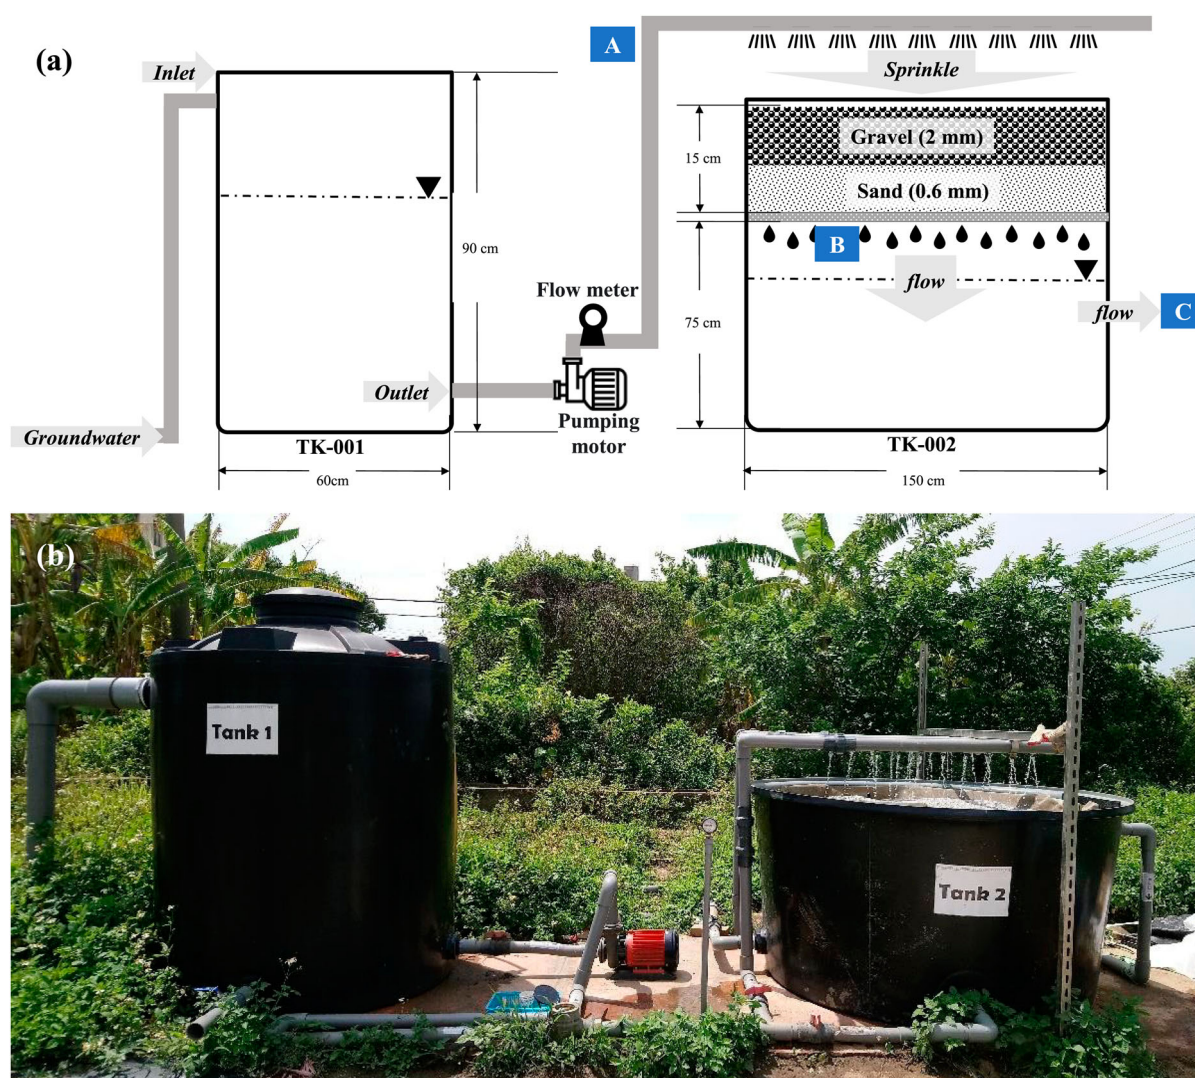 (a)
Inlet
A
Sprinkle
Gravel (2 mm)
15 cm
Sand (0.6 mm)
B
90 cm
Flow meter
flow
75 cm
flow
C
Outlet
Groundwater
Pumping
motor
TK-001
TK-002
60cm
150 cm
(b)
Tank 1
Tank 2